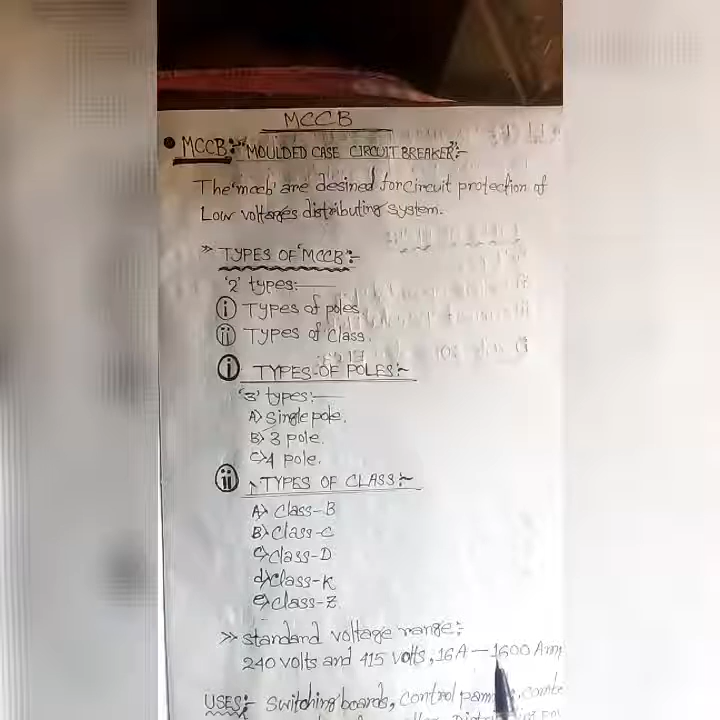 MCCB
MCCB:- "MOULDED CASE CIRCUIT BREAKER":-
The 'mccb' are desined for circuit protection of
Low voltages distributing system.
» TYPES OF 'MCCB':-
'2' types:-
(i) Types of poles
(ii) Types of Class.
(i) TYPES OF POLES:-
'3' types:-
A) Single pole.
B) 3 pole.
C) 4 pole.
(ii) TYPES OF CLASS:-
A) Class-B
B) Class-C
C) Class-D
d) Class-K
e) Class-Z
» Standard voltage range:-
240 volts and 415 volts, 16A - 1600 Amp
USES:- Switching boards, control